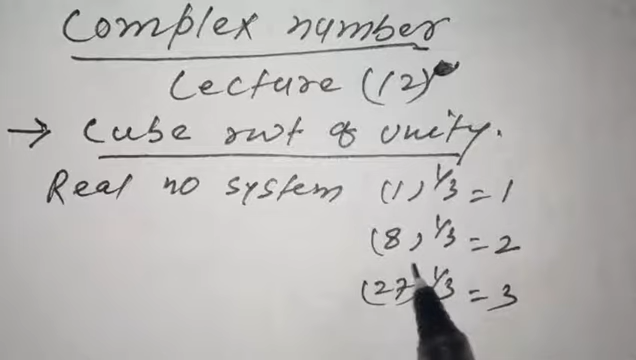 Complex number
Lecture (12)
→ Cube root of unity.
Real no system (1)^1/3 = 1
(8)^1/3 = 2
(27)^1/3 = 3